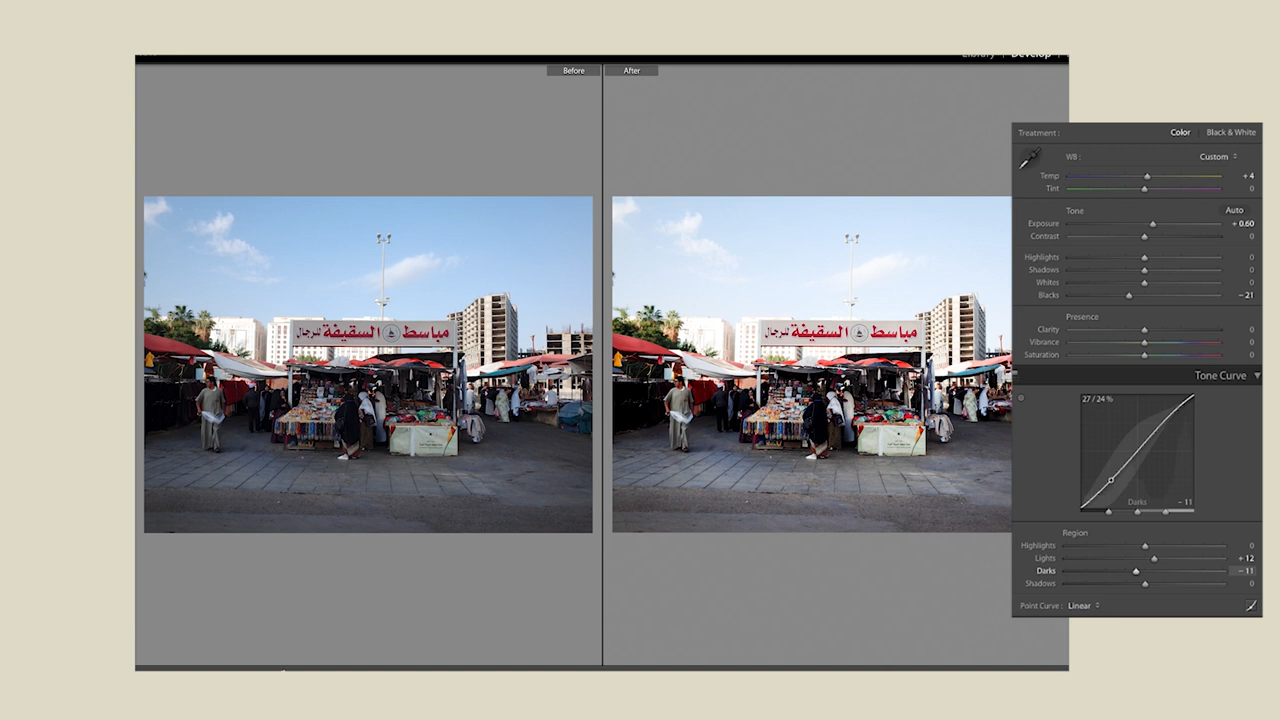 Library | Develop
Before
After
مباسط السقيفة للرجال
مباسط السقيفة للرجال
Treatment :
Color | Black & White
WB :
Custom
Temp
+ 4
Tint
0
Tone
Auto
Exposure
+ 0.60
Contrast
0
Highlights
0
Shadows
0
Whites
0
Blacks
− 21
Presence
Clarity
0
Vibrance
0
Saturation
0
Tone Curve
27 / 24 %
Darks
− 11
Region
Highlights
0
Lights
+ 12
Darks
− 11
Shadows
0
Point Curve : Linear